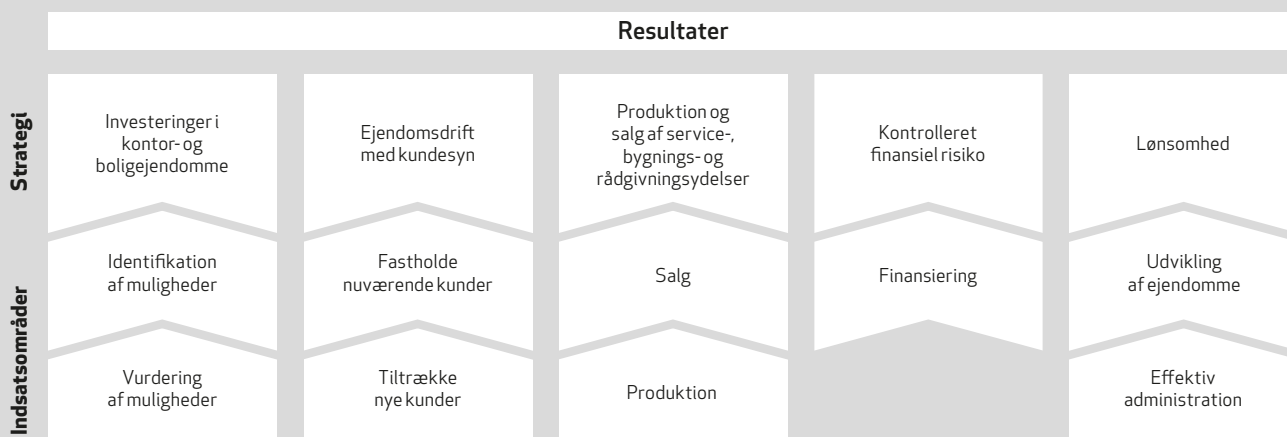 Resultater
Strategi
Investeringer i
kontor- og
boligejendomme
Ejendomsdrift
med kundesyn
Produktion og
salg af service-,
bygnings- og
rådgivningsydelser
Kontrolleret
finansiel risiko
Lønsomhed
Indsatsområder
Identifikation
af muligheder
Fastholde
nuværende kunder
Salg
Finansiering
Udvikling
af ejendomme
Vurdering
af muligheder
Tiltrække
nye kunder
Produktion
Effektiv
administration